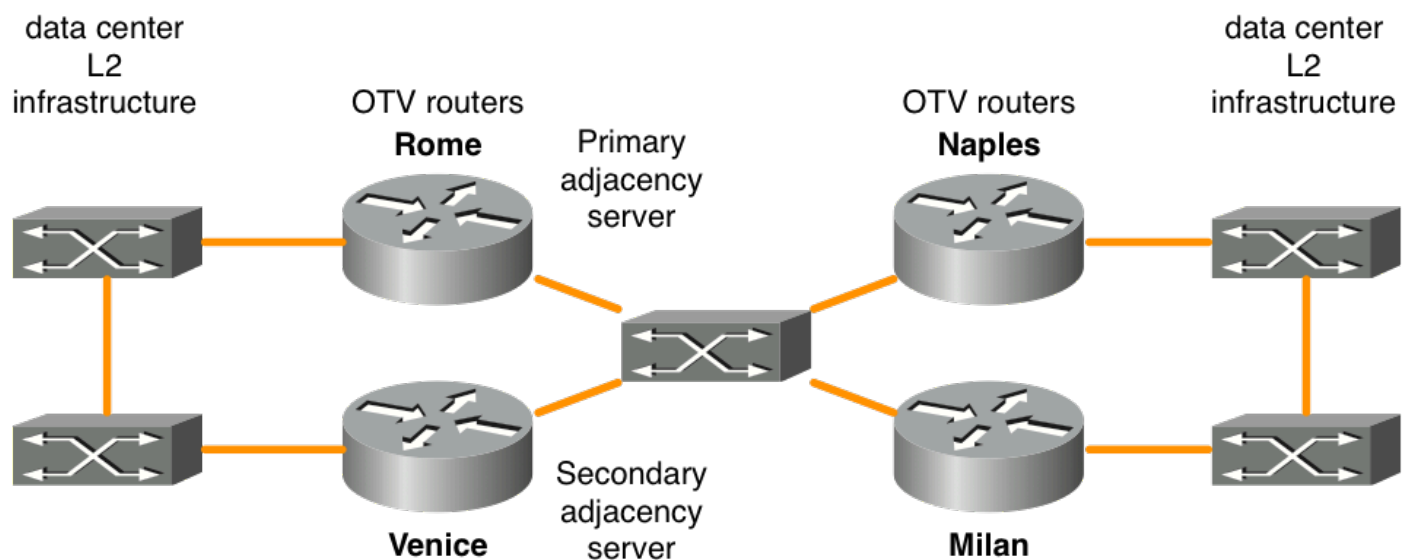 data center
L2
infrastructure
OTV routers
Rome
Primary
adjacency
server
OTV routers
Naples
data center
L2
infrastructure
Venice
Secondary
adjacency
server
Milan